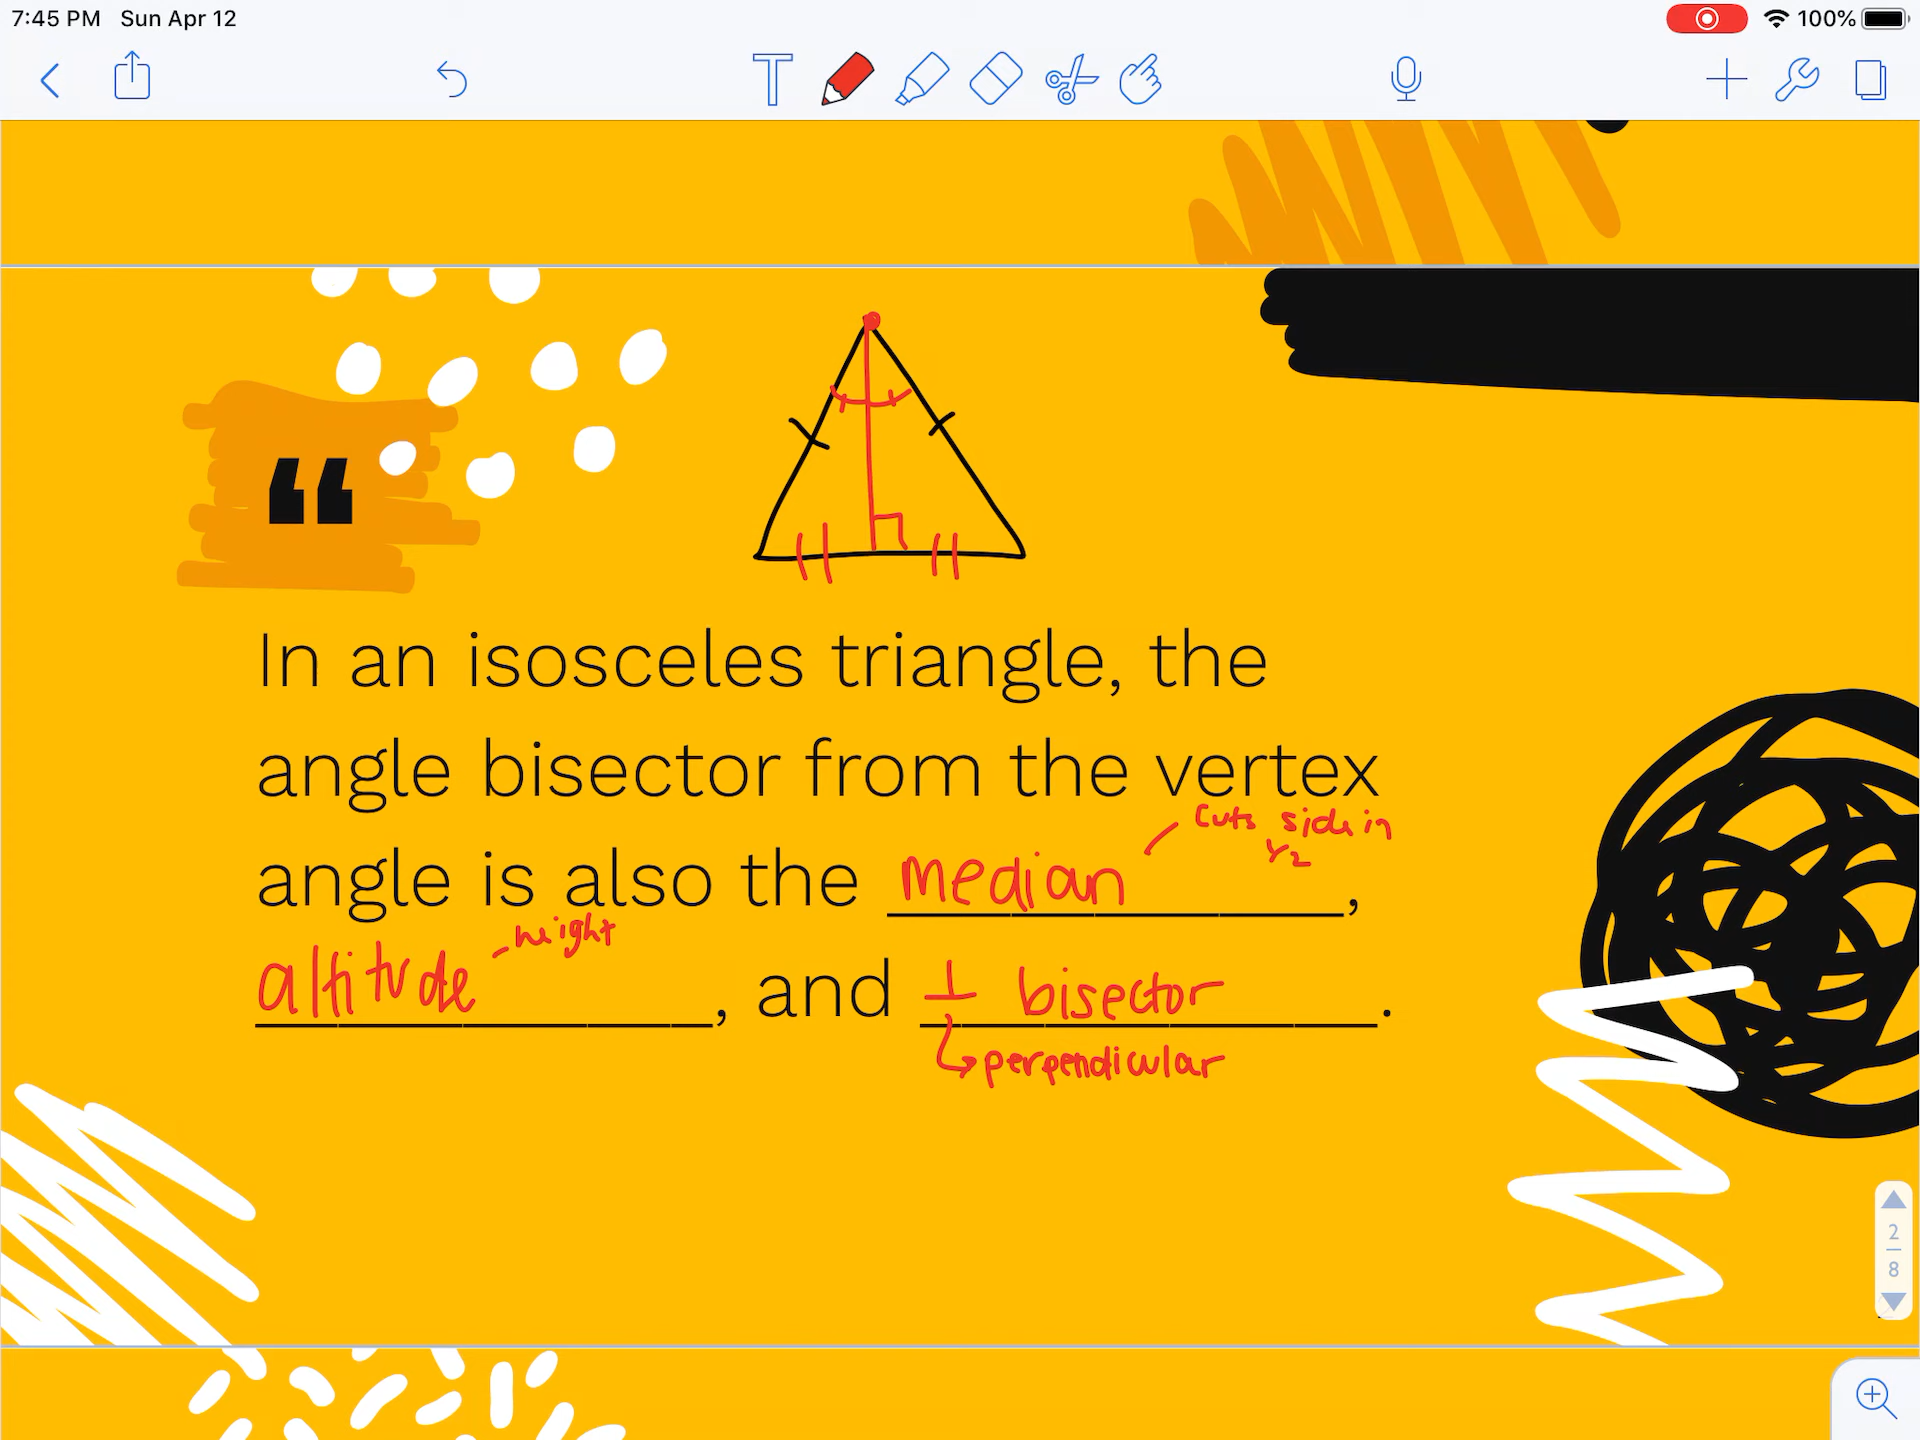 7:45 PM Sun Apr 12
100%
T
“
In an isosceles triangle, the
angle bisector from the vertex
cuts side in
1/2
angle is also the median,
height
altitude, and ⊥ bisector.
perpendicular
2
8